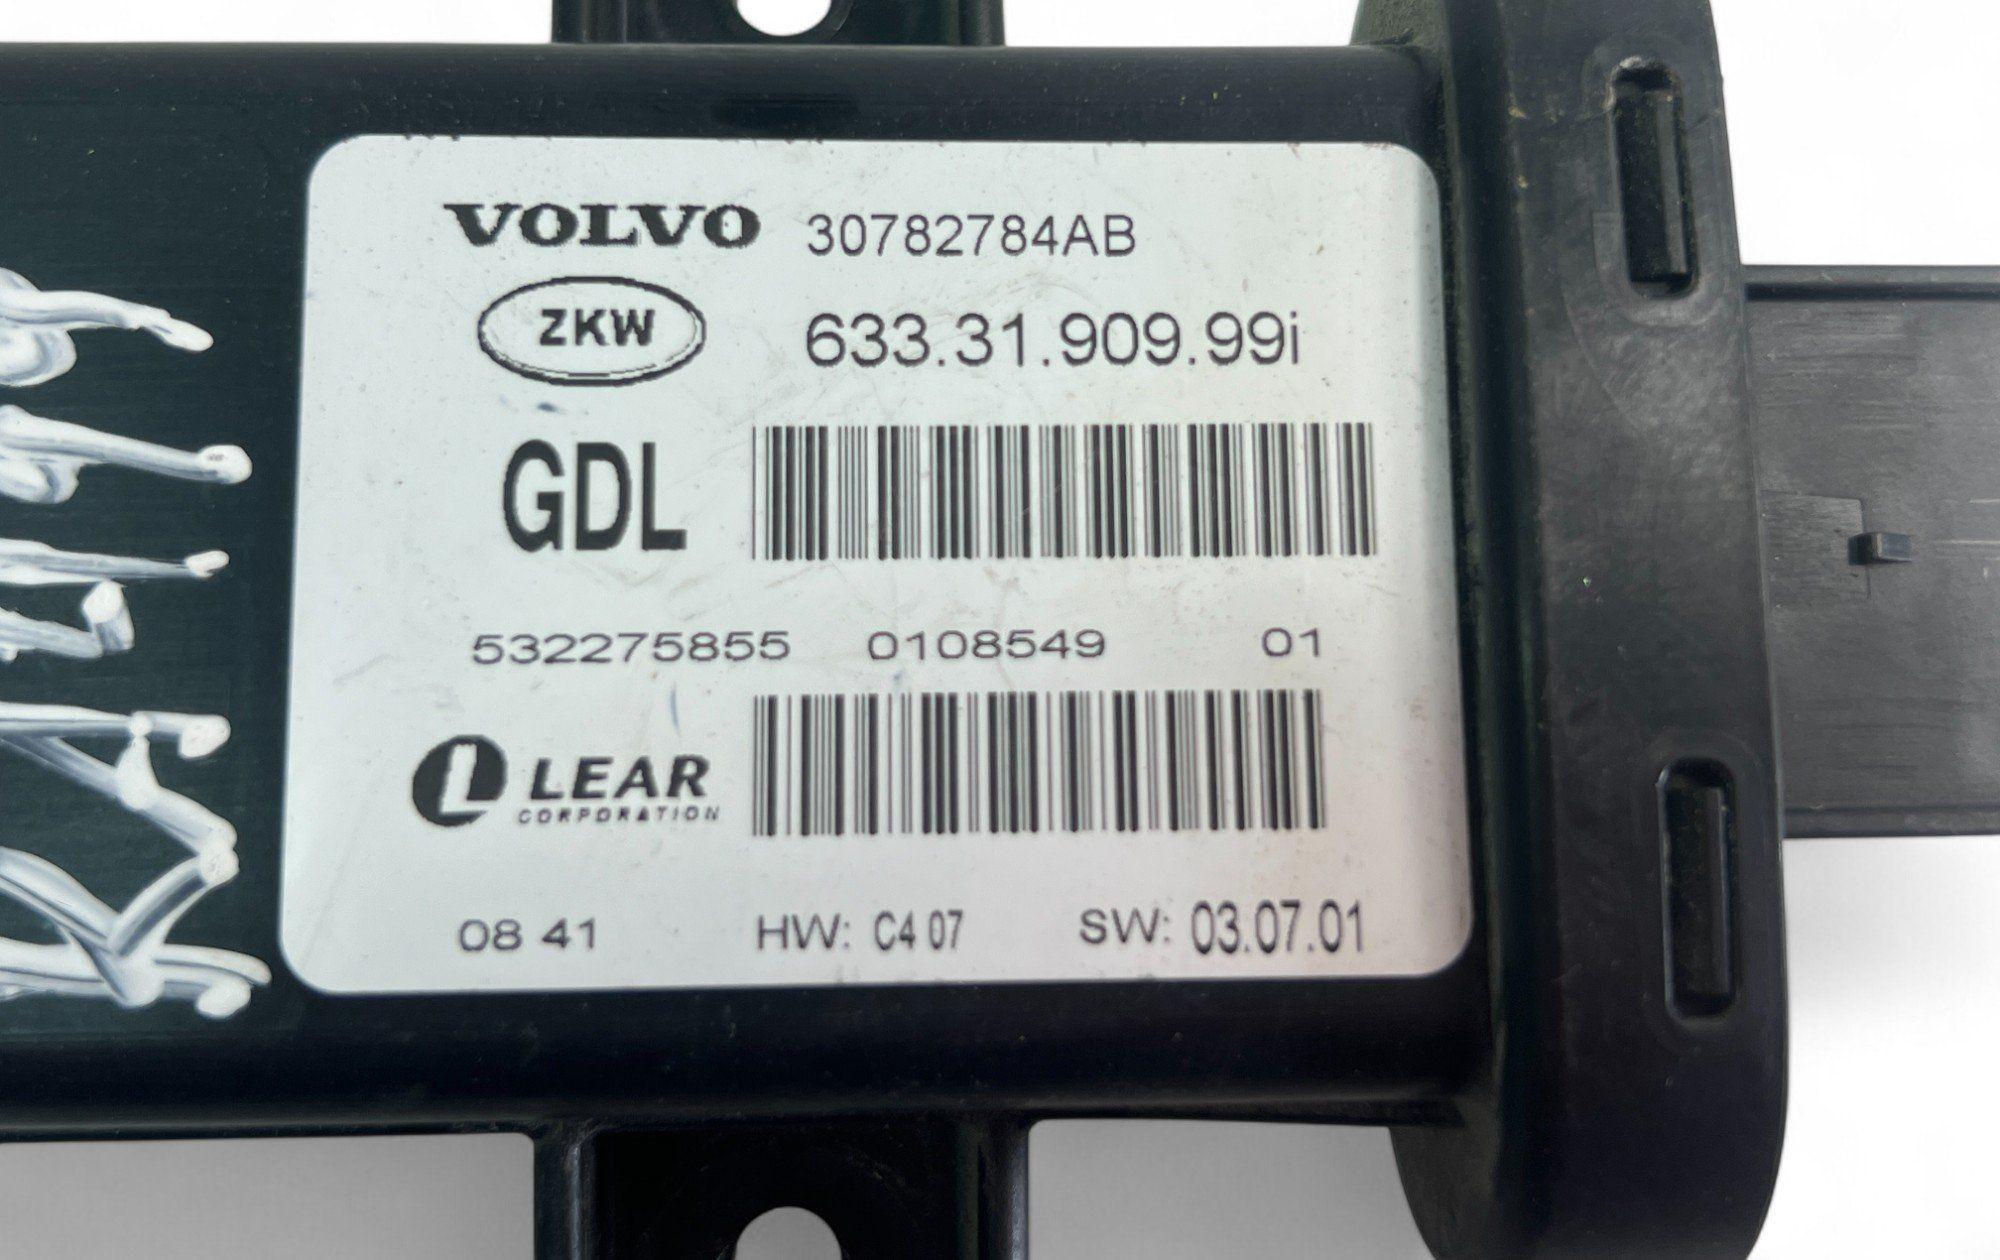 VOLVO 30782784AB
ZKW 633.31.909.99i
GDL
532275855 0108549 01
L LEAR
CORPORATION
08 41 HW: C4 07 SW: 03.07.01